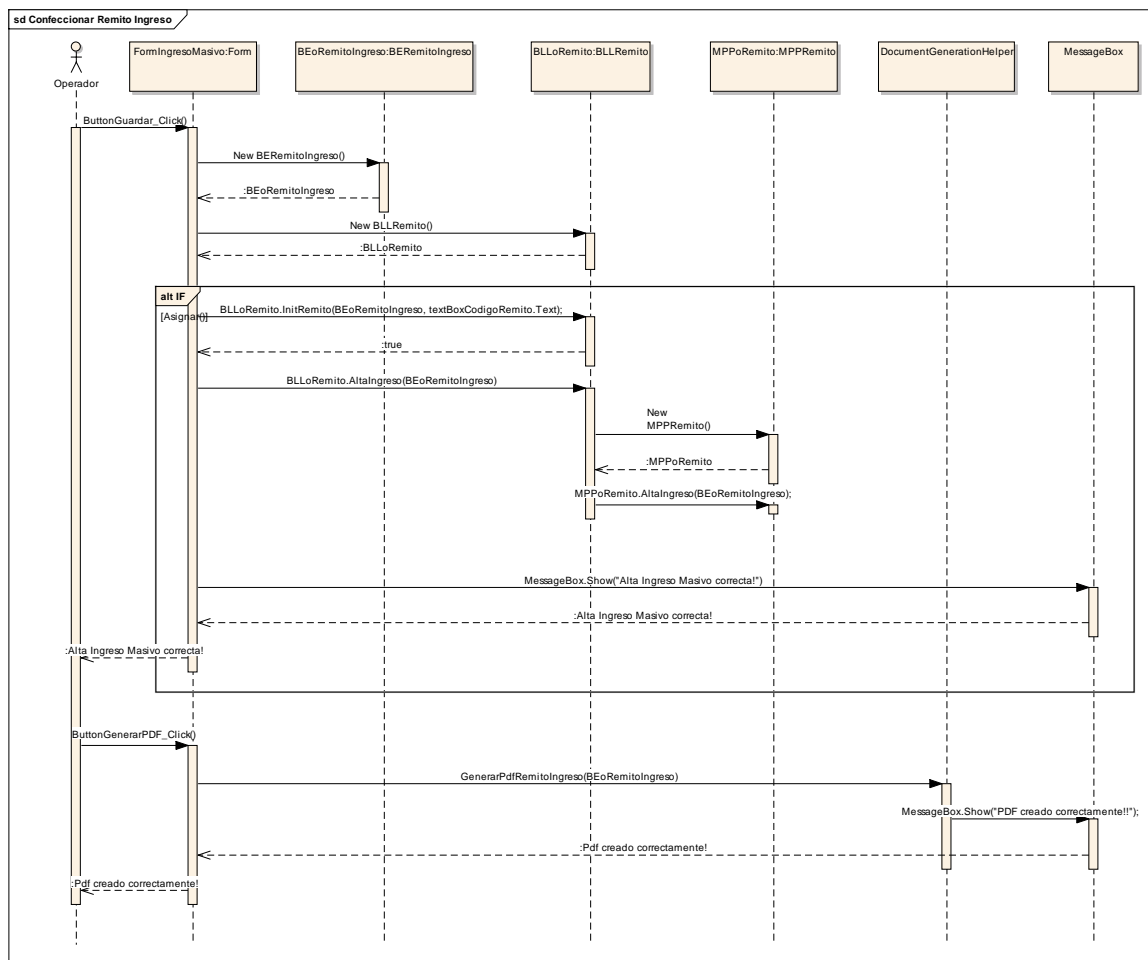 sd Confeccionar Remito Ingreso
Operador
FormIngresoMasivo:Form
BEoRemitoIngreso:BERemitoIngreso
BLLoRemito:BLLRemito
MPPoRemito:MPPRemito
DocumentGenerationHelper
MessageBox
ButtonGuardar_Click()
New BERemitoIngreso()
:BEoRemitoIngreso
New BLLRemito()
:BLLoRemito
alt IF
[Asignar()]
BLLoRemito.InitRemito(BEoRemitoIngreso, textBoxCodigoRemito.Text);
:true
BLLoRemito.AltaIngreso(BEoRemitoIngreso)
New
MPPRemito()
:MPPoRemito
MPPoRemito.AltaIngreso(BEoRemitoIngreso);
MessageBox.Show("Alta Ingreso Masivo correcta!")
:Alta Ingreso Masivo correcta!
:Alta Ingreso Masivo correcta!
ButtonGenerarPDF_Click()
GenerarPdfRemitoIngreso(BEoRemitoIngreso)
MessageBox.Show("PDF creado correctamente!!");
:Pdf creado correctamente!
:Pdf creado correctamente!